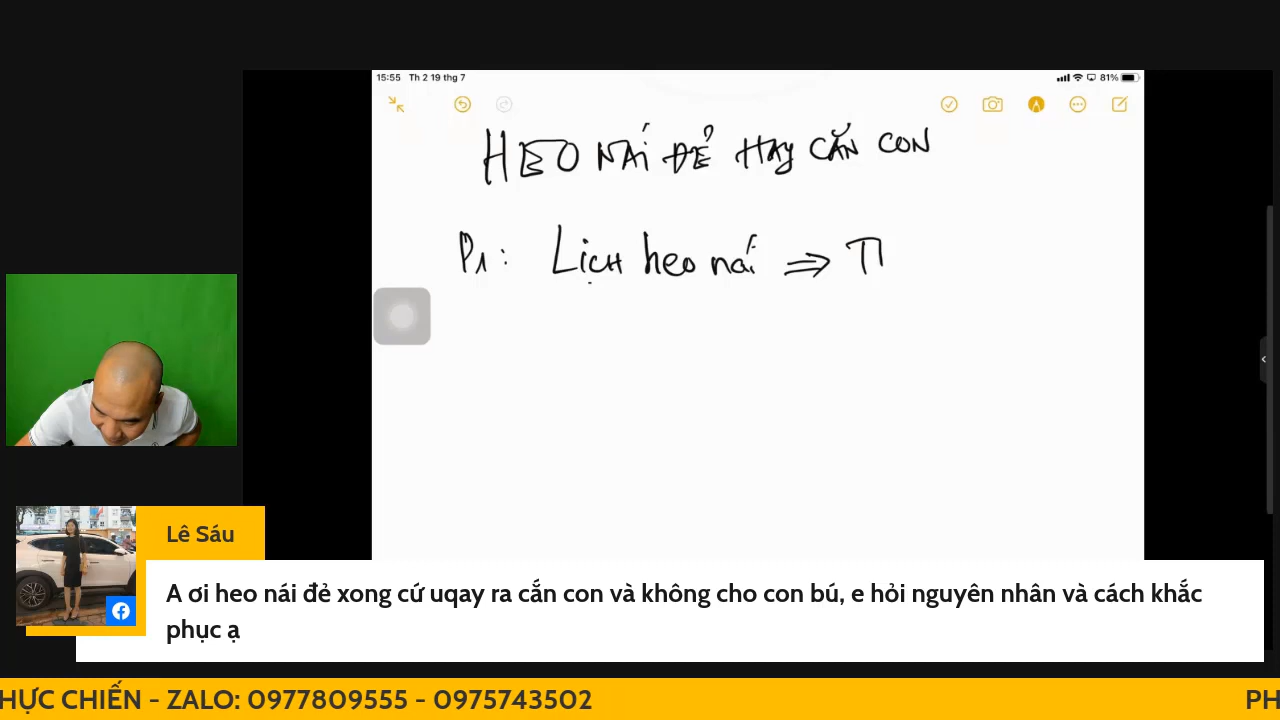 15:55 Th 2 19 thg 7
81%
HEO NÁI ĐẺ HAY CẮN CON
P1: Lịch heo nái ⇒ TI
Lê Sáu
A ơi heo nái đẻ xong cứ uqay ra cắn con và không cho con bú, e hỏi nguyên nhân và cách khắc
phục ạ
HỰC CHIẾN - ZALO: 0977809555 - 0975743502
PH